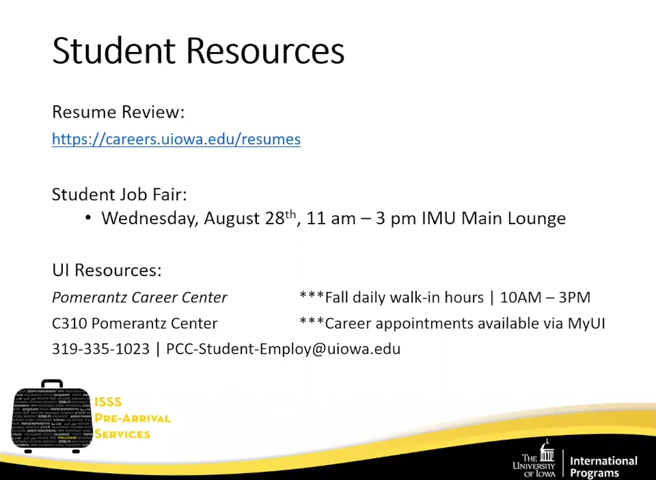 Student Resources
Resume Review:
https://careers.uiowa.edu/resumes
Student Job Fair:
• Wednesday, August 28th, 11 am – 3 pm IMU Main Lounge
UI Resources:
Pomerantz Career Center ***Fall daily walk-in hours | 10AM – 3PM
C310 Pomerantz Center ***Career appointments available via MyUI
319-335-1023 | PCC-Student-Employ@uiowa.edu
ISSS
Pre-Arrival
Services
The University of Iowa
International Programs